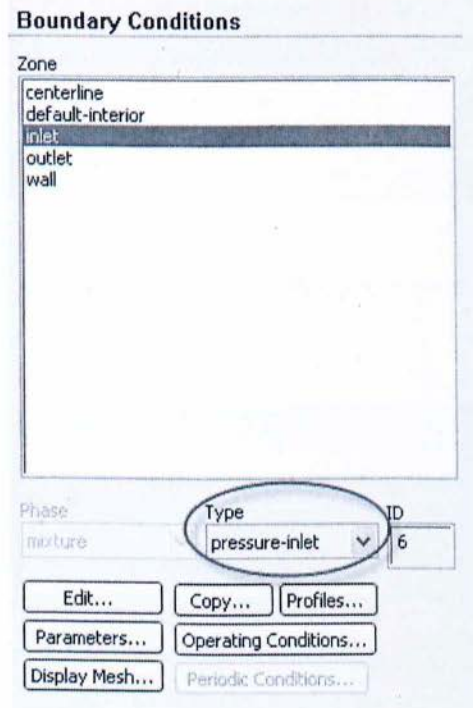 Boundary Conditions
Zone
centerline
default-interior
inlet
outlet
wall
Phase Type ID
mixture pressure-inlet 6
Edit... Copy... Profiles...
Parameters... Operating Conditions...
Display Mesh... Periodic Conditions...